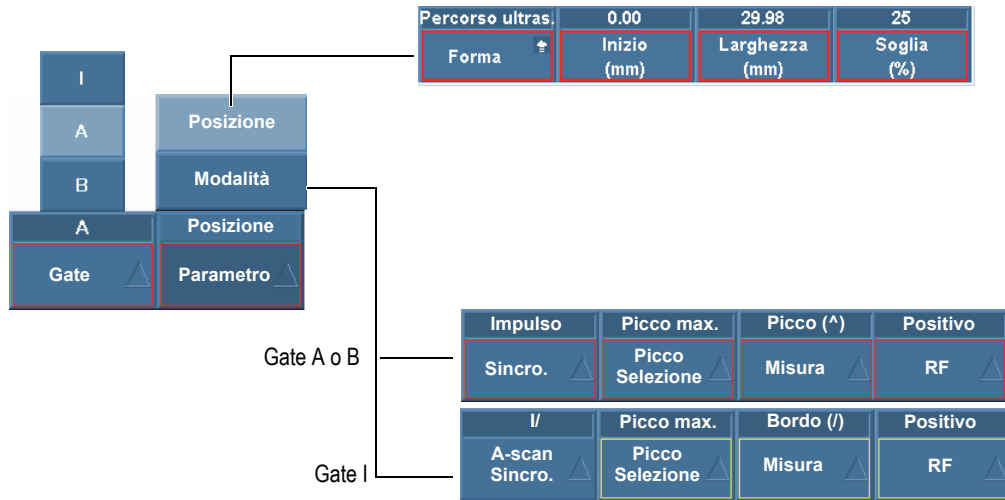 Percorso ultras.
0.00
29.98
25
Forma
Inizio
(mm)
Larghezza
(mm)
Soglia
(%)
I
A
B
A
Gate
Posizione
Modalità
Posizione
Parametro
Gate A o B
Impulso
Picco max.
Picco (^)
Positivo
Sincro.
Picco
Selezione
Misura
RF
Gate I
I/
Picco max.
Bordo (/)
Positivo
A-scan
Sincro.
Picco
Selezione
Misura
RF